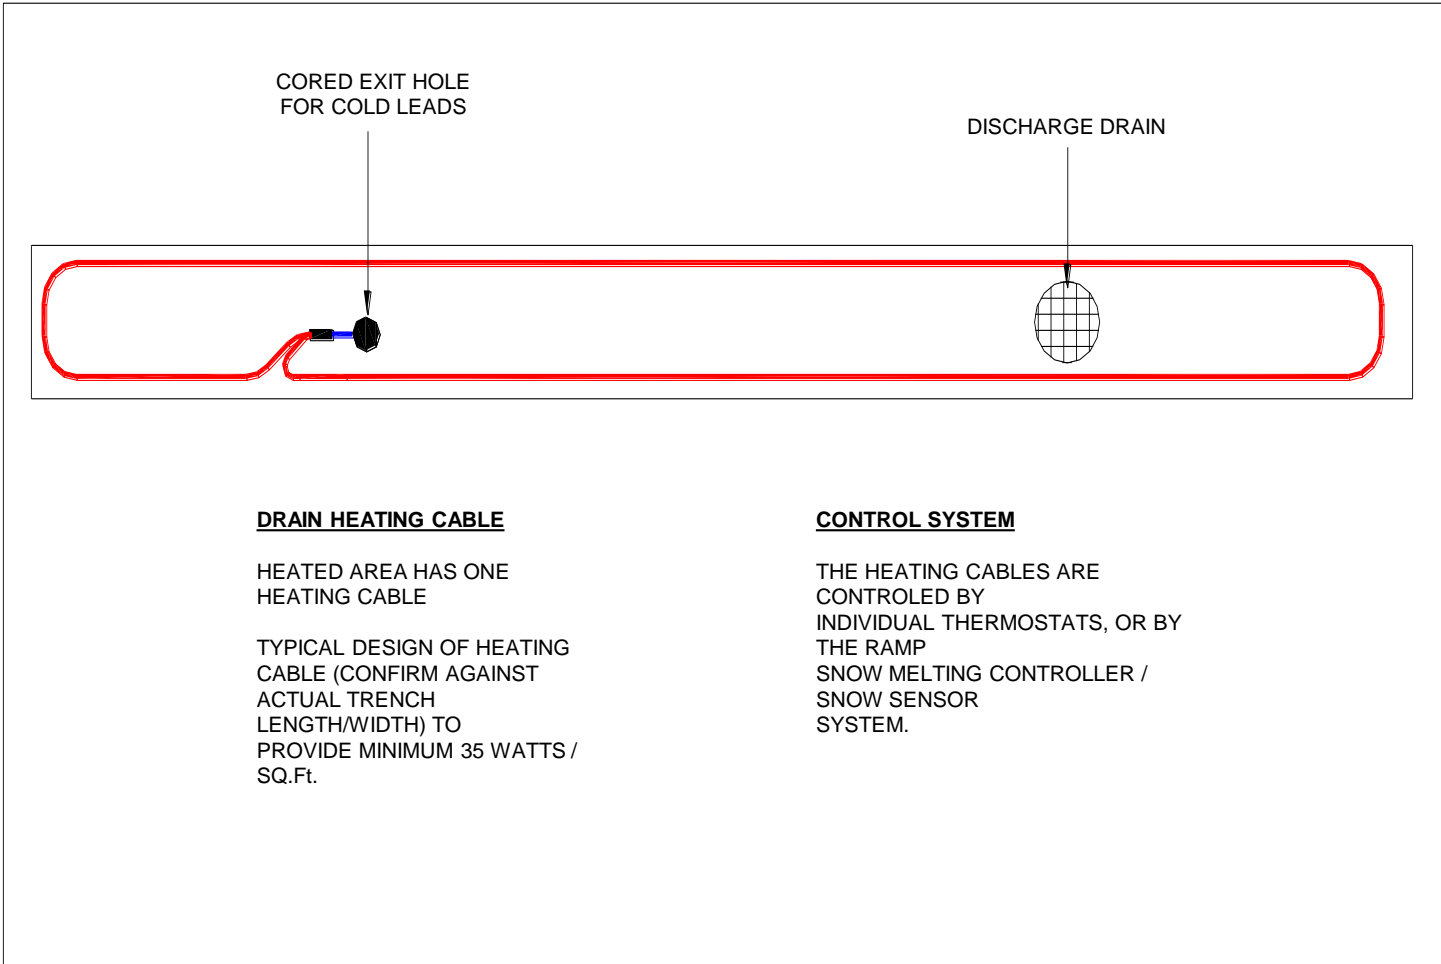 CORED EXIT HOLE
FOR COLD LEADS
DISCHARGE DRAIN
DRAIN HEATING CABLE
HEATED AREA HAS ONE
HEATING CABLE
TYPICAL DESIGN OF HEATING
CABLE (CONFIRM AGAINST
ACTUAL TRENCH
LENGTH/WIDTH) TO
PROVIDE MINIMUM 35 WATTS /
SQ.Ft.
CONTROL SYSTEM
THE HEATING CABLES ARE
CONTROLED BY
INDIVIDUAL THERMOSTATS, OR BY
THE RAMP
SNOW MELTING CONTROLLER /
SNOW SENSOR
SYSTEM.